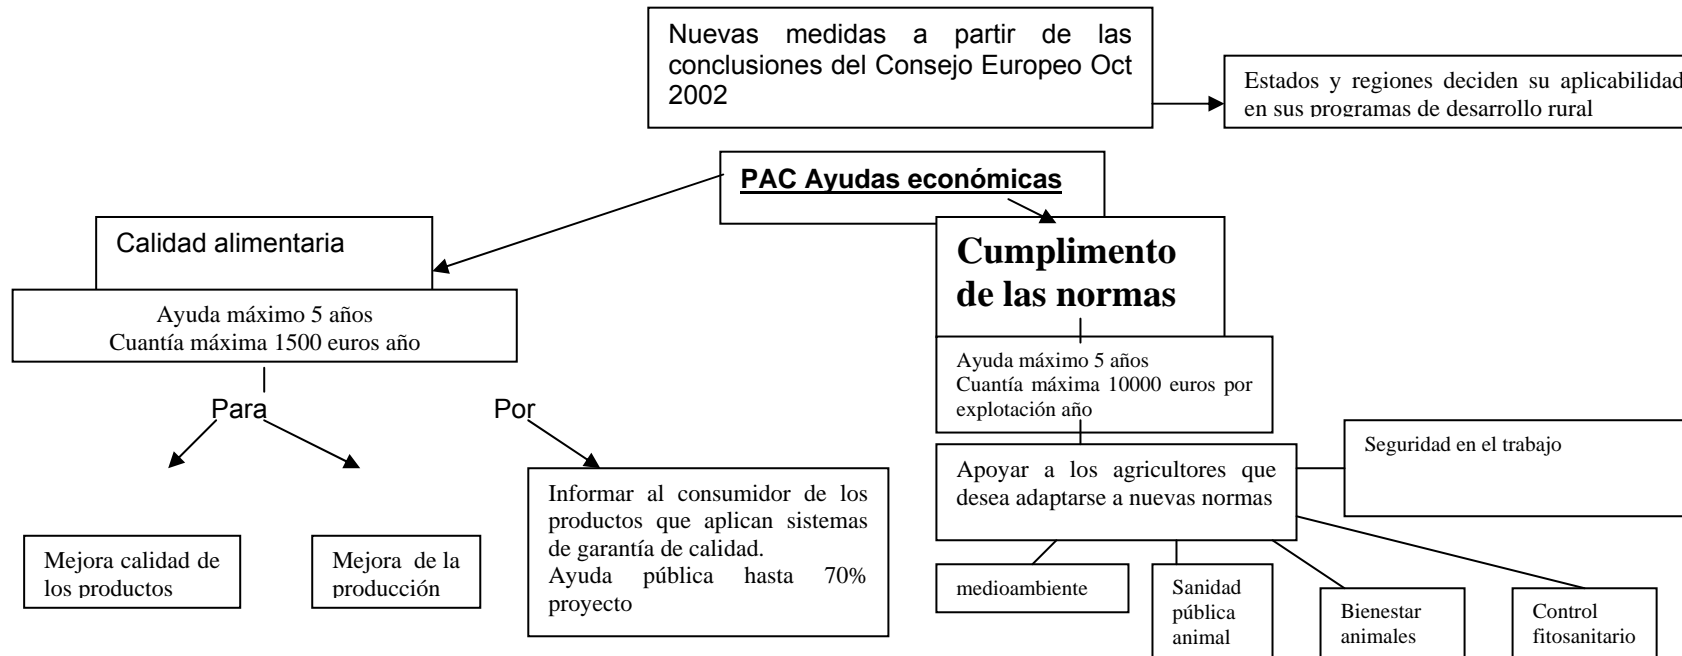 Nuevas medidas a partir de las
conclusiones del Consejo Europeo Oct
2002
Estados y regiones deciden su aplicabilidad
en sus programas de desarrollo rural
PAC Ayudas económicas
Calidad alimentaria
Ayuda máximo 5 años
Cuantía máxima 1500 euros año
Para
Por
Mejora calidad de
los productos
Mejora de la
producción
Informar al consumidor de los
productos que aplican sistemas
de garantía de calidad.
Ayuda pública hasta 70%
proyecto
Cumplimento
de las normas
Ayuda máximo 5 años
Cuantía máxima 10000 euros por
explotación año
Apoyar a los agricultores que
desea adaptarse a nuevas normas
Seguridad en el trabajo
medioambiente
Sanidad
pública
animal
Bienestar
animales
Control
fitosanitario